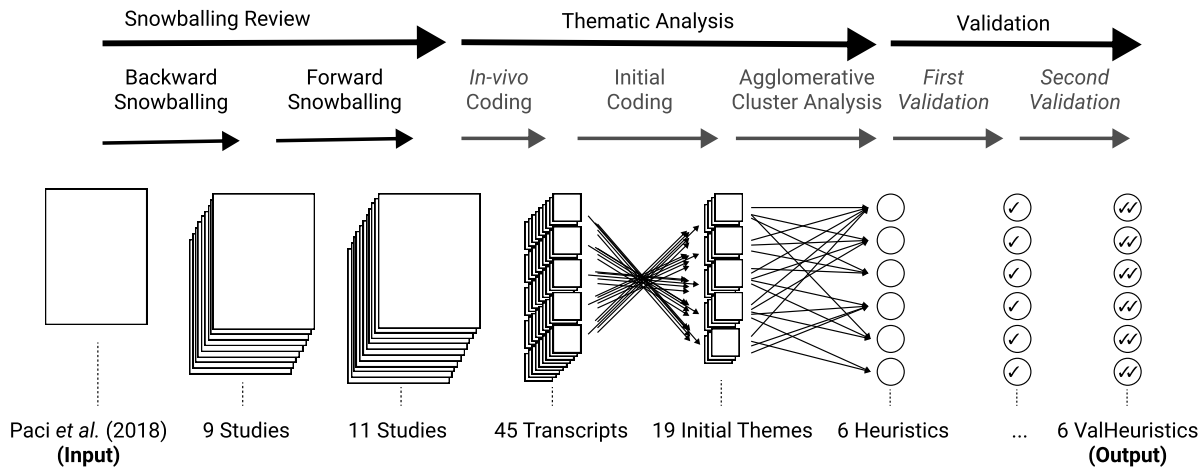 Snowballing Review
Thematic Analysis
Validation
Backward
Snowballing
Forward
Snowballing
In-vivo
Coding
Initial
Coding
Agglomerative
Cluster Analysis
First
Validation
Second
Validation
Paci et al. (2018)
(Input)
9 Studies
11 Studies
45 Transcripts
19 Initial Themes
6 Heuristics
...
6 ValHeuristics
(Output)